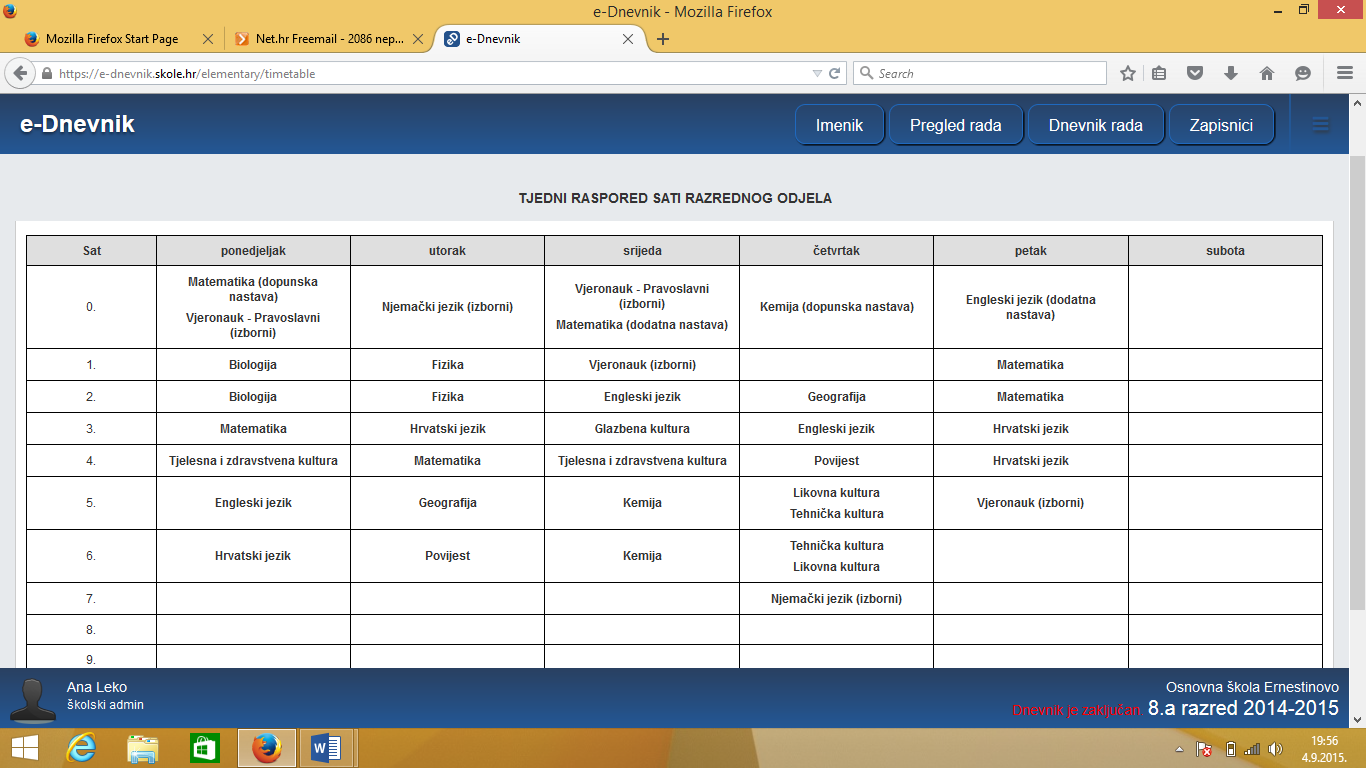 e-Dnevnik - Mozilla Firefox
Mozilla Firefox Start Page
Net.hr Freemail - 2086 nep...
e-Dnevnik
https://e-dnevnik.skole.hr/elementary/timetable
Search
e-Dnevnik
Imenik
Pregled rada
Dnevnik rada
Zapisnici
TJEDNI RASPORED SATI RAZREDNOG ODJELA
Sat ponedjeljak utorak srijeda četvrtak petak subota
0.
Matematika (dopunska
nastava)
Vjeronauk - Pravoslavni
(izborni)
Njemački jezik (izborni)
Vjeronauk - Pravoslavni
(izborni)
Matematika (dodatna nastava)
Kemija (dopunska nastava)
Engleski jezik (dodatna
nastava)
1. Biologija Fizika Vjeronauk (izborni) Matematika
2. Biologija Fizika Engleski jezik Geografija Matematika
3. Matematika Hrvatski jezik Glazbena kultura Engleski jezik Hrvatski jezik
4. Tjelesna i zdravstvena kultura Matematika Tjelesna i zdravstvena kultura Povijest Hrvatski jezik
5. Engleski jezik Geografija Kemija
Likovna kultura
Tehnička kultura
Vjeronauk (izborni)
6. Hrvatski jezik Povijest Kemija
Tehnička kultura
Likovna kultura
7. Njemački jezik (izborni)
8.
9.
Ana Leko
školski admin
Osnovna škola Ernestinovo
Dnevnik je zaključan. 8.a razred 2014-2015
19:56
4.9.2015.